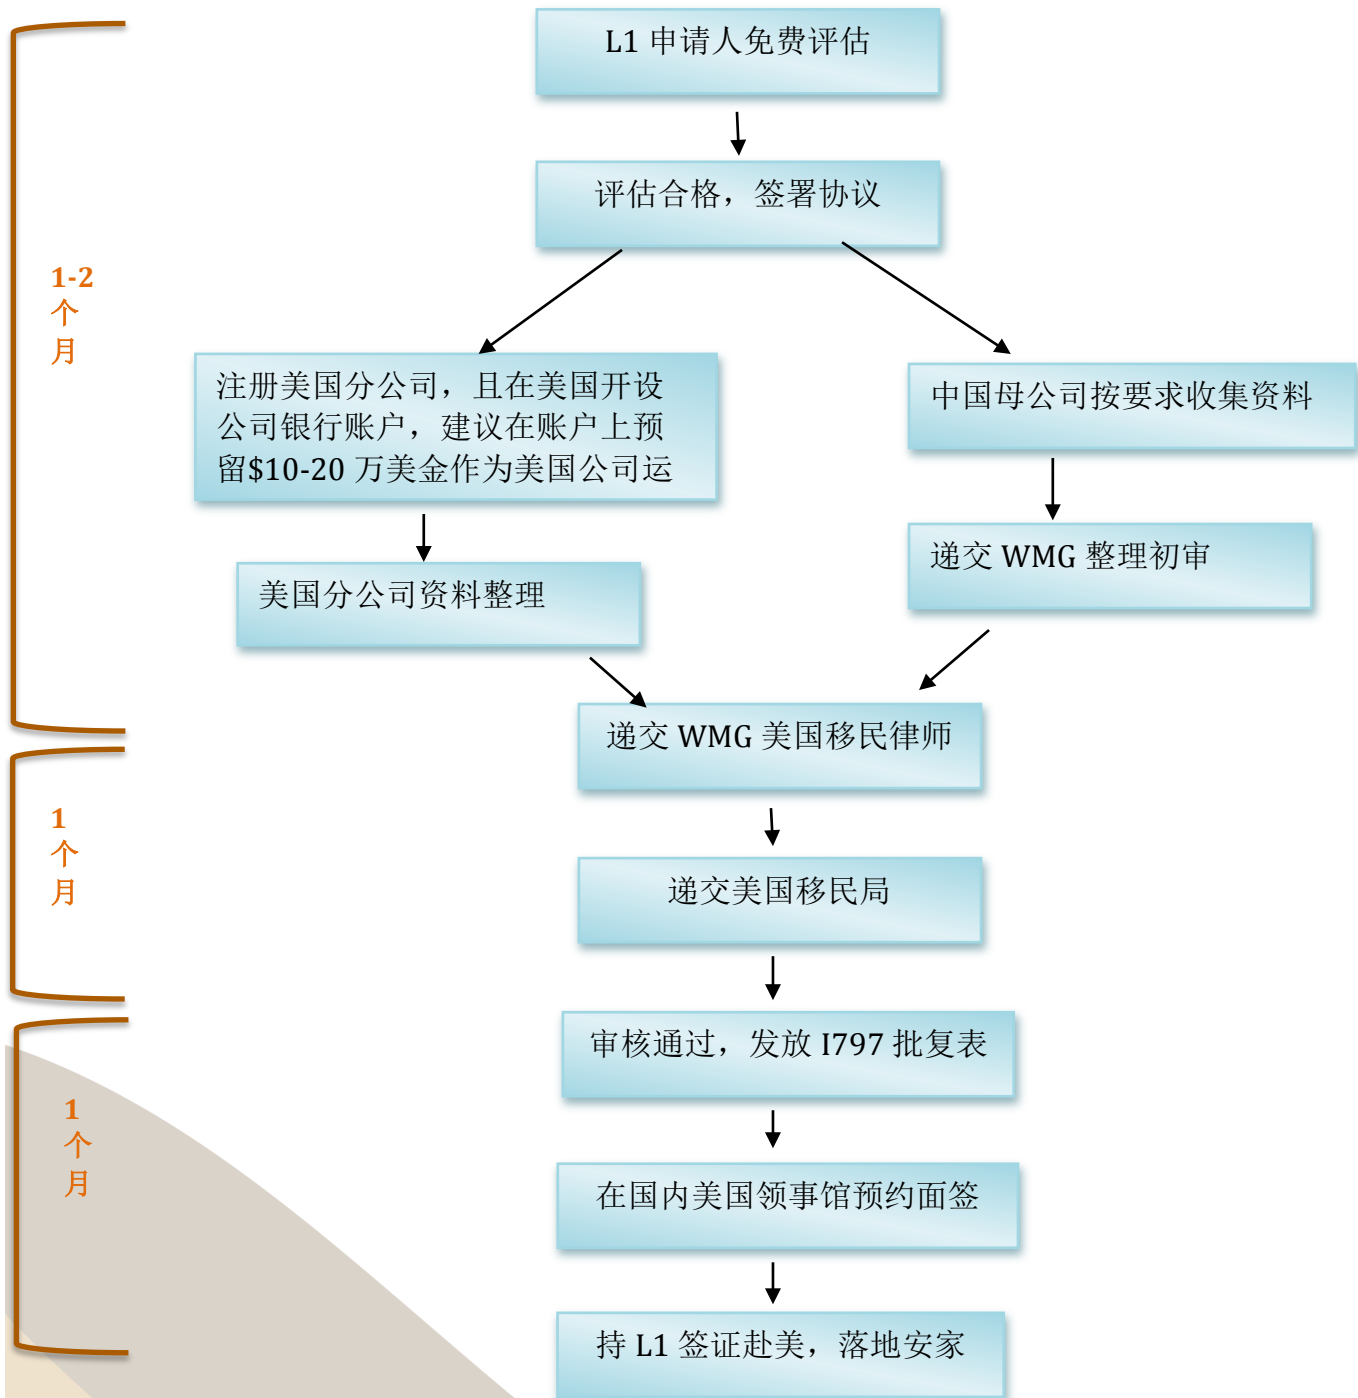 L1 申请人免费评估
评估合格，签署协议
1-2
个
月
注册美国分公司，且在美国开设
公司银行账户，建议在账户上预
留$10-20 万美金作为美国公司运
中国母公司按要求收集资料
递交 WMG 整理初审
美国分公司资料整理
递交 WMG 美国移民律师
1
个
月
递交美国移民局
审核通过，发放 I797 批复表
1
个
月
在国内美国领事馆预约面签
持 L1 签证赴美，落地安家